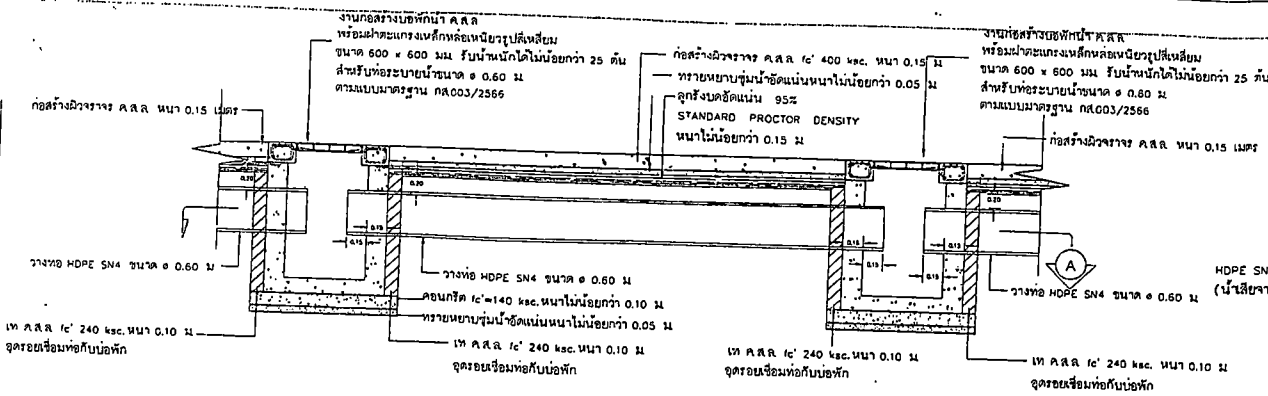 งานก่อสร้างบ่อพักน้ำ ค.ส.ล
พร้อมฝาตะแกรงเหล็กหล่อเหนียวรูปสี่เหลี่ยม
ขนาด 600 x 600 มม รับน้ำหนักได้ไม่น้อยกว่า 25 ตัน
สำหรับท่อระบายน้ำขนาด ø 0.60 ม
ตามแบบมาตรฐาน กส.003/2566
ก่อสร้างผิวจราจร ค.ส.ล หนา 0.15 เมตร
ก่อสร้างผิวจราจร ค.ส.ล fc' 400 ksc. หนา 0.15 ม
ทรายหยาบชุ่มน้ำอัดแน่นหนาไม่น้อยกว่า 0.05 ม
ลูกรังบดอัดแน่น 95%
STANDARD PROCTOR DENSITY
หนาไม่น้อยกว่า 0.15 ม
งานก่อสร้างบ่อพักน้ำ ค.ส.ล
พร้อมฝาตะแกรงเหล็กหล่อเหนียวรูปสี่เหลี่ยม
ขนาด 600 x 600 มม รับน้ำหนักได้ไม่น้อยกว่า 25 ตัน
สำหรับท่อระบายน้ำขนาด ø 0.80 ม
ตามแบบมาตรฐาน กส.003/2566
ก่อสร้างผิวจราจร ค.ส.ล หนา 0.15 เมตร
0.20
0.20
0.20
0.15
0.15
0.15
0.15
0.15
0.15
A
วางท่อ HDPE SN4 ขนาด ø 0.60 ม
วางท่อ HDPE SN4 ขนาด ø 0.60 ม
คอนกรีต fc'=140 ksc.หนาไม่น้อยกว่า 0.10 ม
ทรายหยาบชุ่มน้ำอัดแน่นหนาไม่น้อยกว่า 0.05 ม
วางท่อ HDPE SN4 ขนาด ø 0.60 ม
HDPE SN
(น้ำเสียจา
เท ค.ส.ล fc' 240 ksc.หนา 0.10 ม
อุดรอยเชื่อมท่อกับบ่อพัก
เท ค.ส.ล fc' 240 ksc.หนา 0.10 ม
อุดรอยเชื่อมท่อกับบ่อพัก
เท ค.ส.ล fc' 240 ksc.หนา 0.10 ม
อุดรอยเชื่อมท่อกับบ่อพัก
เท ค.ส.ล fc' 240 ksc.หนา 0.10 ม
อุดรอยเชื่อมท่อกับบ่อพัก